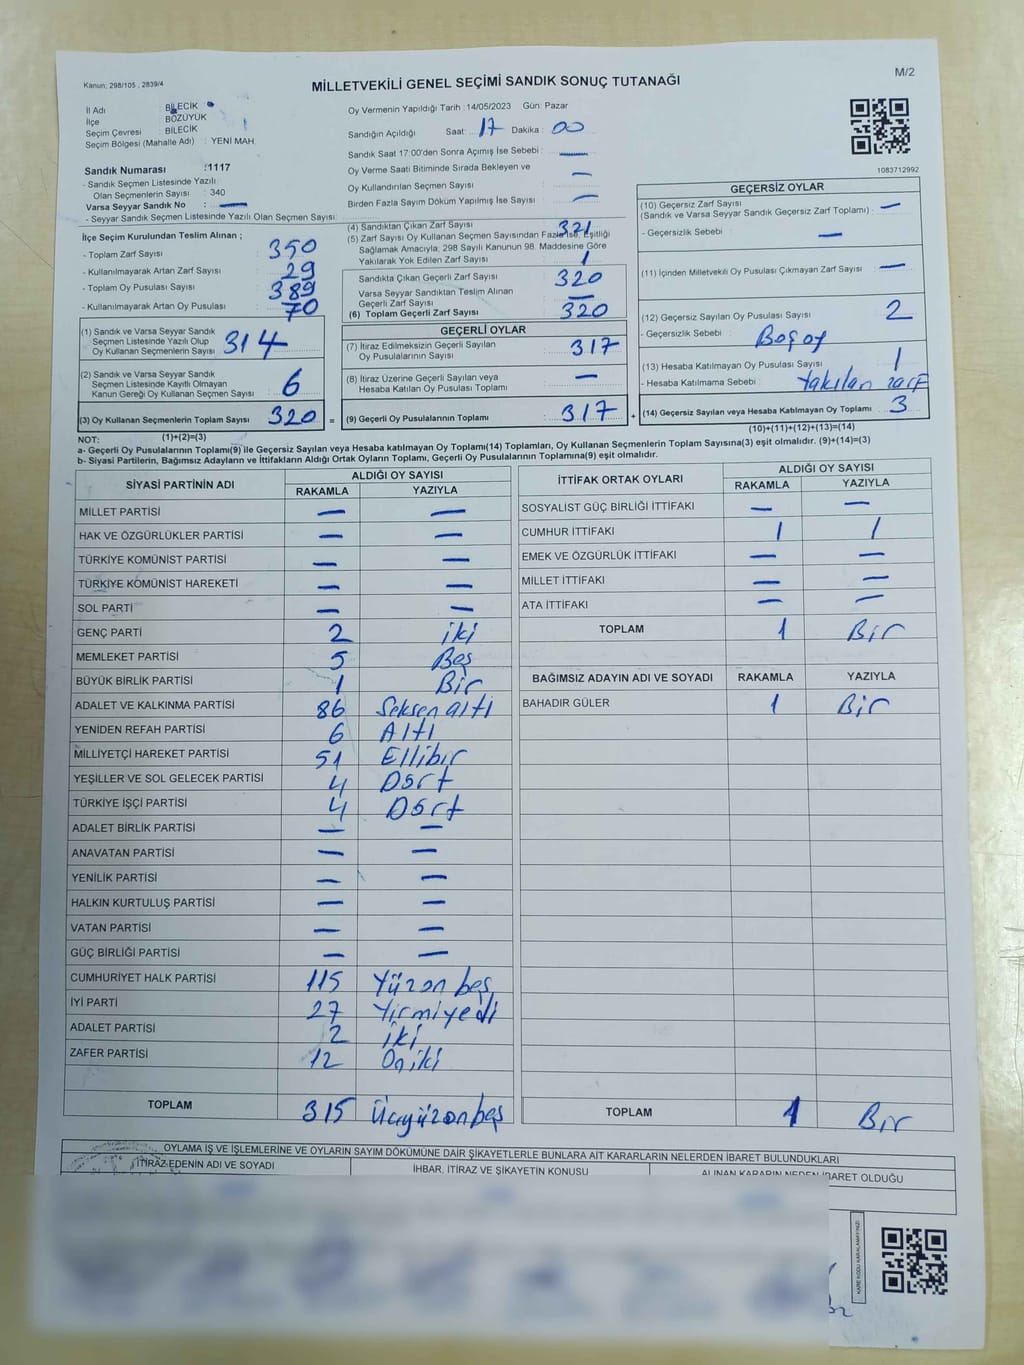 Kanun: 298/105 , 2839/4
MİLLETVEKİLİ GENEL SEÇİMİ SANDIK SONUÇ TUTANAĞI
M/2
İl Adı : BİLECİK
İlçe : BOZÜYÜK
Seçim Çevresi : BİLECİK
Seçim Bölgesi (Mahalle Adı) : YENİ MAH.
Oy Vermenin Yapıldığı Tarih : 14/05/2023 Gün: Pazar
Sandığın Açıldığı Saat: 17 Dakika : 00
Sandık Saat 17:00'den Sonra Açımış İse Sebebi : —
Oy Verme Saati Bitiminde Sırada Bekleyen ve
Oy Kullandırılan Seçmen Sayısı —
Birden Fazla Sayım Döküm Yapılmış İse Sayısı : —
1083712992
Sandık Numarası :1117
- Sandık Seçmen Listesinde Yazılı
Olan Seçmenlerin Sayısı : 340
Varsa Seyyar Sandık No : —
- Seyyar Sandık Seçmen Listesinde Yazılı Olan Seçmen Sayısı:
İlçe Seçim Kurulundan Teslim Alınan ;
- Toplam Zarf Sayısı : 350
- Kullanılmayarak Artan Zarf Sayısı : 29
- Toplam Oy Pusulası Sayısı : 389
- Kullanılmayarak Artan Oy Pusulası : 70
(1) Sandık ve Varsa Seyyar Sandık
Seçmen Listesinde Yazılı Olup
Oy Kullanan Seçmenlerin Sayısı : 314
(2) Sandık ve Varsa Seyyar Sandık
Seçmen Listesinde Kayıtlı Olmayan
Kanun Gereği Oy Kullanan Seçmen Sayısı : 6
(3) Oy Kullanan Seçmenlerin Toplam Sayısı : 320 =
(1)+(2)=(3)
(4) Sandıktan Çıkan Zarf Sayısı : 321
(5) Zarf Sayısı Oy Kullanan Seçmen Sayısından Fazla İse, Eşitliği
Sağlamak Amacıyla, 298 Sayılı Kanunun 98. Maddesine Göre
Yakılarak Yok Edilen Zarf Sayısı : 1
Sandıkta Çıkan Geçerli Zarf Sayısı : 320
Varsa Seyyar Sandıktan Teslim Alınan
Geçerli Zarf Sayısı : —
(6) Toplam Geçerli Zarf Sayısı : 320
GEÇERLİ OYLAR
(7) İtiraz Edilmeksizin Geçerli Sayılan
Oy Pusulalarının Sayısı : 317
(8) İtiraz Üzerine Geçerli Sayılan veya
Hesaba Katılan Oy Pusulası Toplamı : —
(9) Geçerli Oy Pusulalarının Toplamı : 317 +
GEÇERSİZ OYLAR
(10) Geçersiz Zarf Sayısı
(Sandık ve Varsa Seyyar Sandık Geçersiz Zarf Toplamı) : —
- Geçersizlik Sebebi : —
(11) İçinden Milletvekili Oy Pusulası Çıkmayan Zarf Sayısı : —
(12) Geçersiz Sayılan Oy Pusulası Sayısı : 2
- Geçersizlik Sebebi : Boş oy
(13) Hesaba Katılmayan Oy Pusulası Sayısı : 1
- Hesaba Katılmama Sebebi : Yakılan zarf
(14) Geçersiz Sayılan veya Hesaba Katılmayan Oy Toplamı : 3
(10)+(11)+(12)+(13)=(14)
NOT:
a- Geçerli Oy Pusulalarının Toplamı(9) ile Geçersiz Sayılan veya Hesaba katılmayan Oy Toplamı(14) Toplamları, Oy Kullanan Seçmenlerin Toplam Sayısına(3) eşit olmalıdır. (9)+(14)=(3)
b- Siyasi Partilerin, Bağımsız Adayların ve İttifakların Aldığı Ortak Oyların Toplamı, Geçerli Oy Pusulalarının Toplamına(9) eşit olmalıdır.
SİYASİ PARTİNİN ADI ALDIĞI OY SAYISI
RAKAMLA YAZIYLA
MİLLET PARTİSİ — —
HAK VE ÖZGÜRLÜKLER PARTİSİ — —
TÜRKİYE KOMÜNİST PARTİSİ — —
TÜRKİYE KOMÜNİST HAREKETİ — —
SOL PARTİ — —
GENÇ PARTİ 2 iki
MEMLEKET PARTİSİ 5 Beş
BÜYÜK BİRLİK PARTİSİ 1 Bir
ADALET VE KALKINMA PARTİSİ 86 Seksen altı
YENİDEN REFAH PARTİSİ 6 Altı
MİLLİYETÇİ HAREKET PARTİSİ 51 Ellibir
YEŞİLLER VE SOL GELECEK PARTİSİ 4 Dört
TÜRKİYE İŞÇİ PARTİSİ 4 Dört
ADALET BİRLİK PARTİSİ — —
ANAVATAN PARTİSİ — —
YENİLİK PARTİSİ — —
HALKIN KURTULUŞ PARTİSİ — —
VATAN PARTİSİ — —
GÜÇ BİRLİĞİ PARTİSİ — —
CUMHURİYET HALK PARTİSİ 115 Yüzon beş
İYİ PARTİ 27 Yirmiyedi
ADALET PARTİSİ 2 iki
ZAFER PARTİSİ 12 Oniki
TOPLAM 315 Üçyüzonbeş
İTTİFAK ORTAK OYLARI ALDIĞI OY SAYISI
RAKAMLA YAZIYLA
SOSYALİST GÜÇ BİRLİĞİ İTTİFAKI — —
CUMHUR İTTİFAKI 1 1
EMEK VE ÖZGÜRLÜK İTTİFAKI — —
MİLLET İTTİFAKI — —
ATA İTTİFAKI — —
TOPLAM 1 Bir
BAĞIMSIZ ADAYIN ADI VE SOYADI RAKAMLA YAZIYLA
BAHADIR GÜLER 1 Bir
TOPLAM 1 Bir
OYLAMA İŞ VE İŞLEMLERİNE VE OYLARIN SAYIM DÖKÜMÜNE DAİR ŞİKAYETLERLE BUNLARA AİT KARARLARIN NELERDEN İBARET BULUNDUKLARI
İTİRAZ EDENİN ADI VE SOYADI İHBAR, İTİRAZ VE ŞİKAYETİN KONUSU ALINAN KARARIN NEDEN İBARET OLDUĞU
KARE KODU KARALAMAYINIZ!